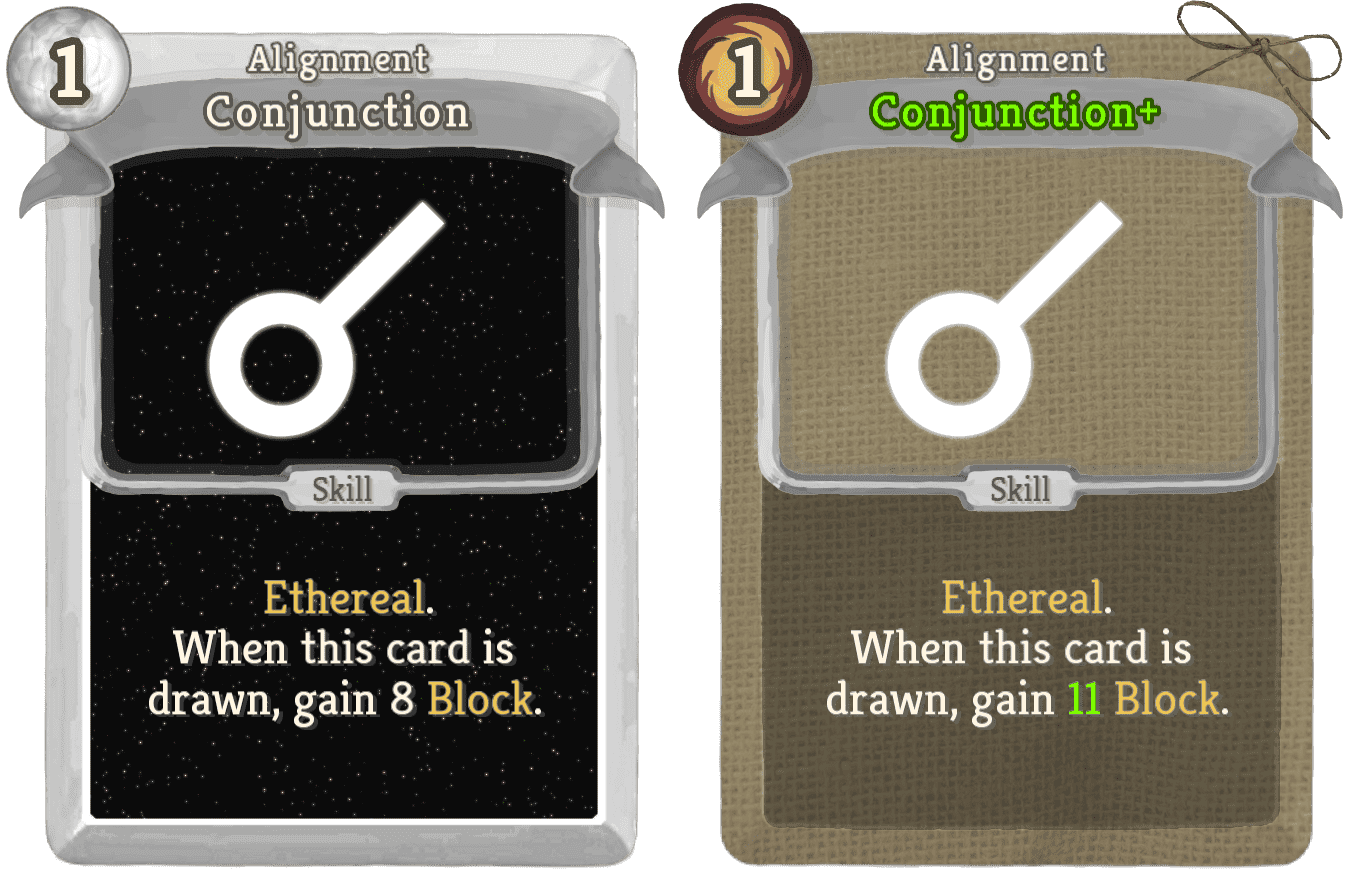 1
Alignment
Conjunction
Skill
Ethereal.
When this card is
drawn, gain 8 Block.
1
Alignment
Conjunction+
Skill
Ethereal.
When this card is
drawn, gain 11 Block.